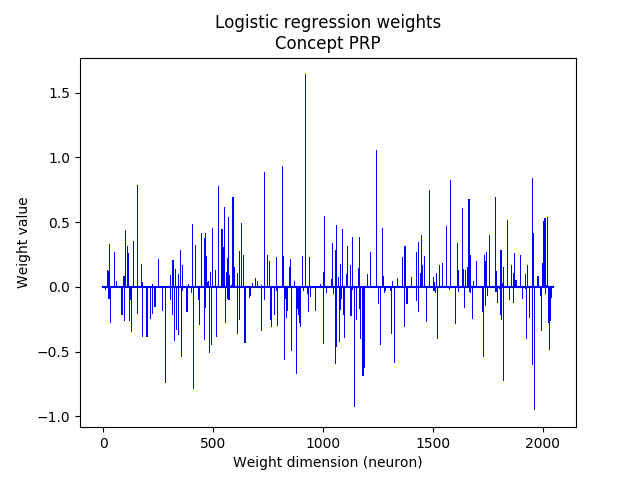 Logistic regression weights
Concept PRP
Weight value
1.5
1.0
0.5
0.0
−0.5
−1.0
0
500
1000
1500
2000
Weight dimension (neuron)